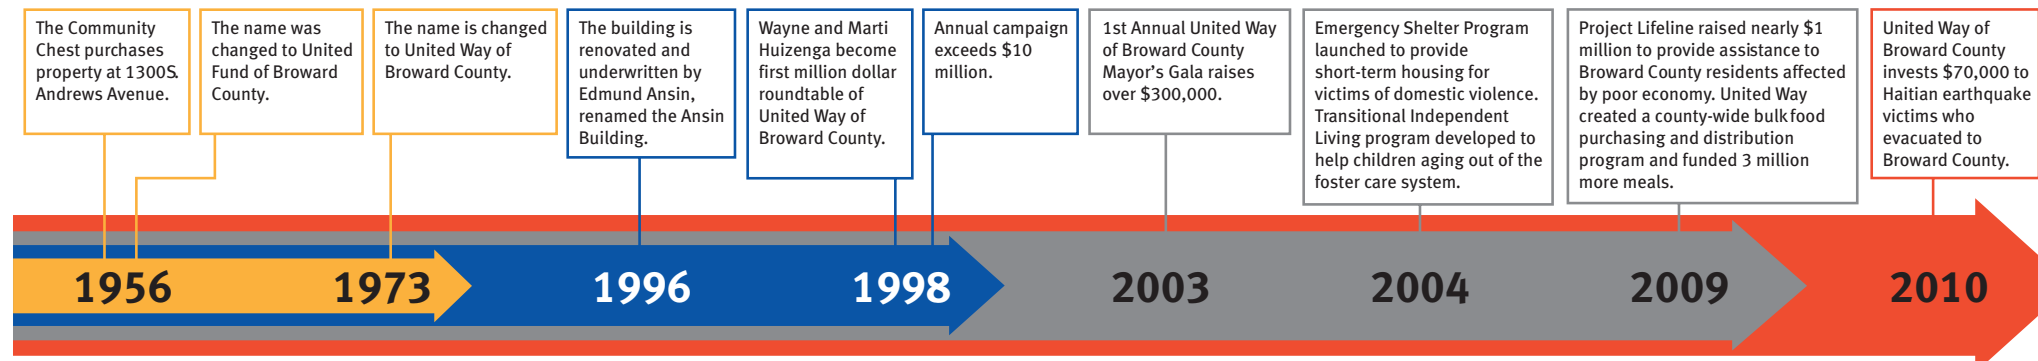 The Community
Chest purchases
property at 1300S.
Andrews Avenue.
The name was
changed to United
Fund of Broward
County.
The name is changed
to United Way of
Broward County.
The building is
renovated and
underwritten by
Edmund Ansin,
renamed the Ansin
Building.
Wayne and Marti
Huizenga become
first million dollar
roundtable of
United Way of
Broward County.
Annual campaign
exceeds $10
million.
1st Annual United Way
of Broward County
Mayor’s Gala raises
over $300,000.
Emergency Shelter Program
launched to provide
short-term housing for
victims of domestic violence.
Transitional Independent
Living program developed to
help children aging out of the
foster care system.
Project Lifeline raised nearly $1
million to provide assistance to
Broward County residents affected
by poor economy. United Way
created a county-wide bulk food
purchasing and distribution
program and funded 3 million
more meals.
United Way of
Broward County
invests $70,000 to
Haitian earthquake
victims who
evacuated to
Broward County.
1956
1973
1996
1998
2003
2004
2009
2010